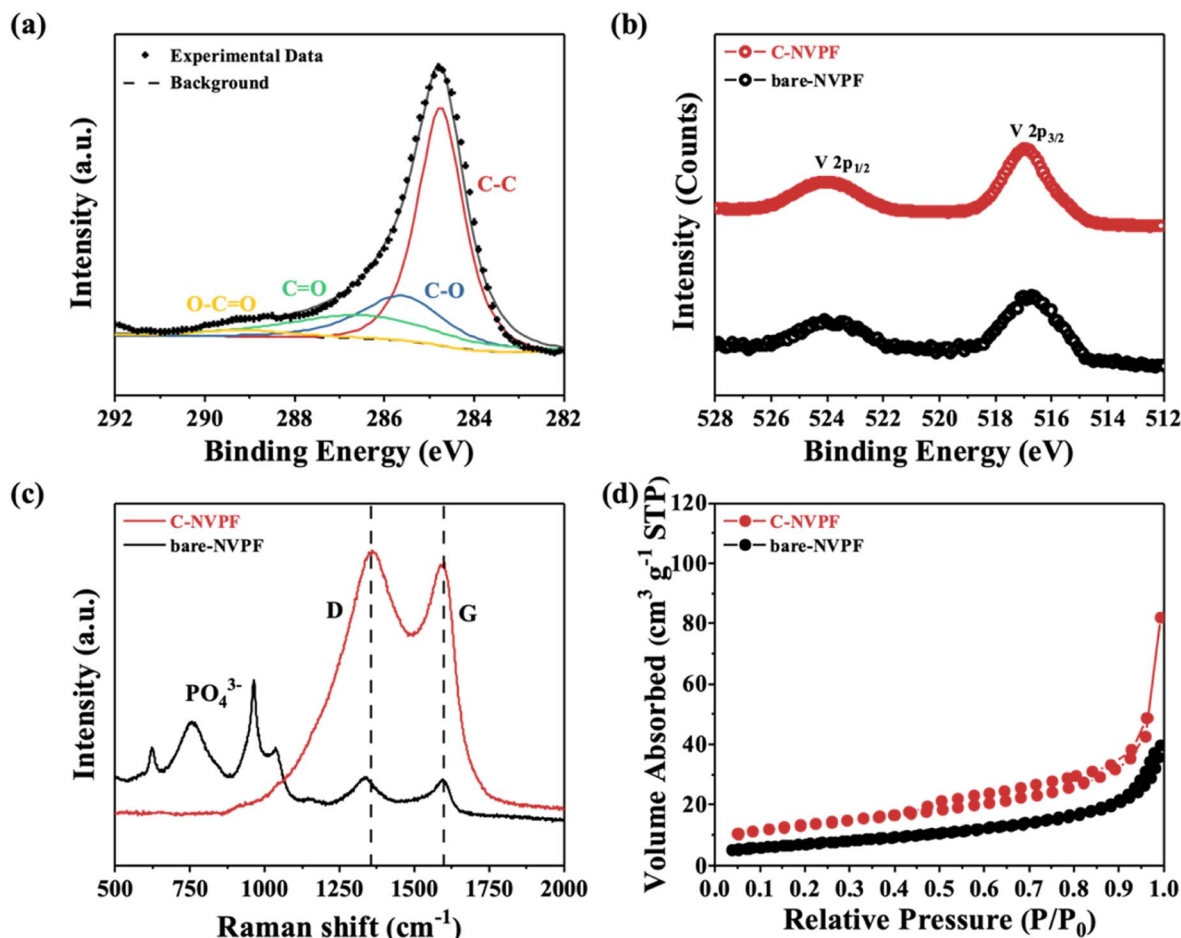 (a)
Experimental Data
Background
C-C
C=O
C-O
O-C=O
Intensity (a.u.)
292 290 288 286 284 282
Binding Energy (eV)
(b)
C-NVPF
bare-NVPF
V 2p3/2
V 2p1/2
Intensity (Counts)
528 526 524 522 520 518 516 514 512
Binding Energy (eV)
(c)
C-NVPF
bare-NVPF
D
G
PO₄³⁻
Intensity (a.u.)
500 750 1000 1250 1500 1750 2000
Raman shift (cm⁻¹)
(d)
C-NVPF
bare-NVPF
Volume Absorbed (cm³ g⁻¹ STP)
120
100
80
60
40
20
0
0.0 0.1 0.2 0.3 0.4 0.5 0.6 0.7 0.8 0.9 1.0
Relative Pressure (P/P₀)